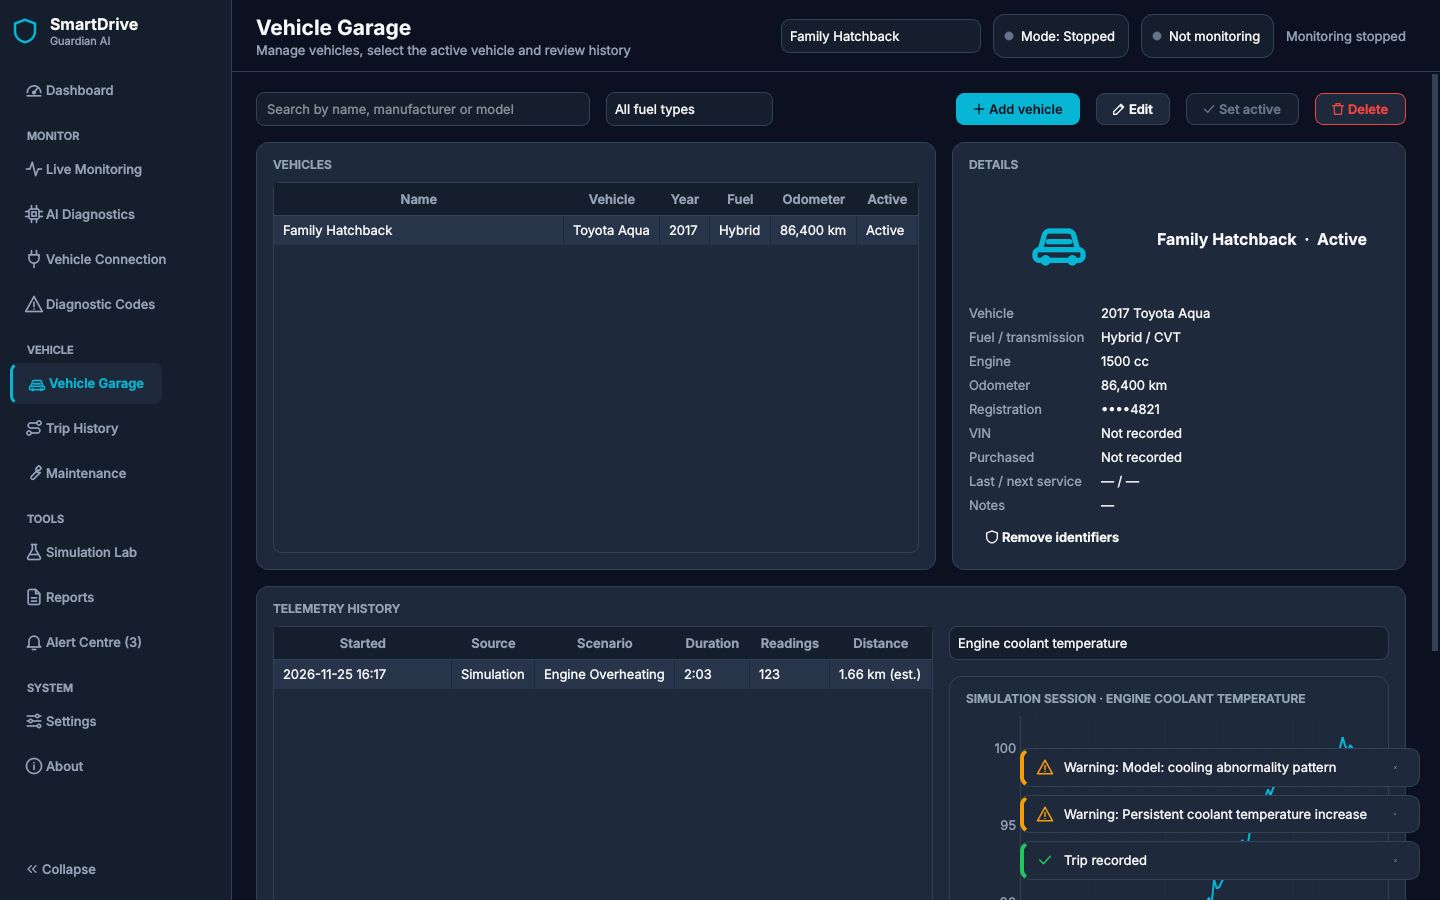 SmartDrive
Guardian AI
Dashboard
MONITOR
Live Monitoring
AI Diagnostics
Vehicle Connection
Diagnostic Codes
VEHICLE
Vehicle Garage
Trip History
Maintenance
TOOLS
Simulation Lab
Reports
Alert Centre (3)
SYSTEM
Settings
About
Collapse
Vehicle Garage
Manage vehicles, select the active vehicle and review history
Family Hatchback
Mode: Stopped
Not monitoring
Monitoring stopped
Search by name, manufacturer or model
All fuel types
Add vehicle
Edit
Set active
Delete
VEHICLES
Name Vehicle Year Fuel Odometer Active
Family Hatchback Toyota Aqua 2017 Hybrid 86,400 km Active
DETAILS
Family Hatchback · Active
Vehicle 2017 Toyota Aqua
Fuel / transmission Hybrid / CVT
Engine 1500 cc
Odometer 86,400 km
Registration ••••4821
VIN Not recorded
Purchased Not recorded
Last / next service — / —
Notes —
Remove identifiers
TELEMETRY HISTORY
Started Source Scenario Duration Readings Distance
2026-11-25 16:17 Simulation Engine Overheating 2:03 123 1.66 km (est.)
Engine coolant temperature
SIMULATION SESSION · ENGINE COOLANT TEMPERATURE
100
Warning: Model: cooling abnormality pattern
Warning: Persistent coolant temperature increase
95
Trip recorded